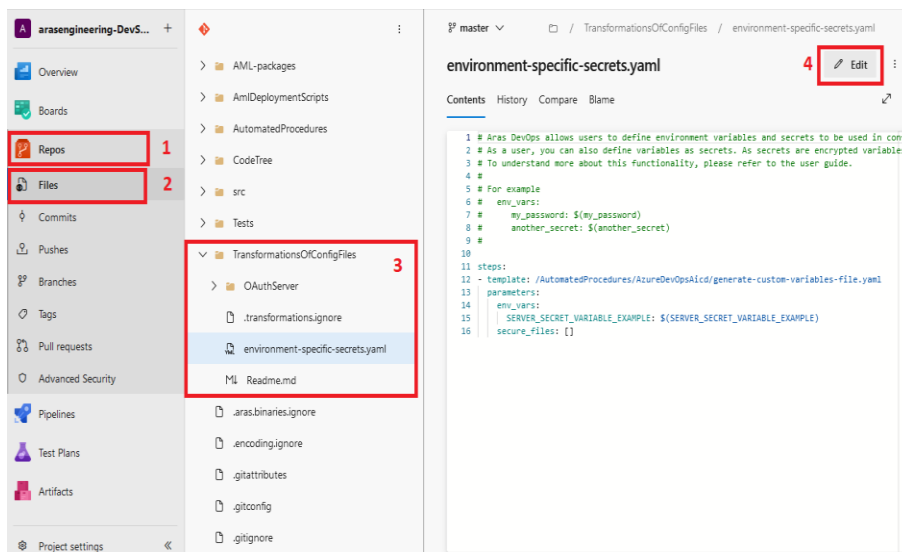 A arasengineering-DevS... +
Overview
Boards
Repos 1
Files 2
Commits
Pushes
Branches
Tags
Pull requests
Advanced Security
Pipelines
Test Plans
Artifacts
Project settings
AML-packages
AmlDeploymentScripts
AutomatedProcedures
CodeTree
src
Tests
TransformationsOfConfigFiles
3
OAuthServer
.transformations.ignore
environment-specific-secrets.yaml
M↓ Readme.md
.aras.binaries.ignore
.encoding.ignore
.gitattributes
.gitconfig
.gitignore
master / TransformationsOfConfigFiles / environment-specific-secrets.yaml
environment-specific-secrets.yaml 4 Edit
Contents History Compare Blame
1 # Aras DevOps allows users to define environment variables and secrets to be used in con
2 # As a user, you can also define variables as secrets. As secrets are encrypted variable
3 # To understand more about this functionality, please refer to the user guide.
4 #
5 # For example
6 # env_vars:
7 # my_password: $(my_password)
8 # another_secret: $(another_secret)
9 #
10
11 steps:
12 - template: /AutomatedProcedures/AzureDevOpsAicd/generate-custom-variables-file.yaml
13 parameters:
14 env_vars:
15 SERVER_SECRET_VARIABLE_EXAMPLE: $(SERVER_SECRET_VARIABLE_EXAMPLE)
16 secure_files: []